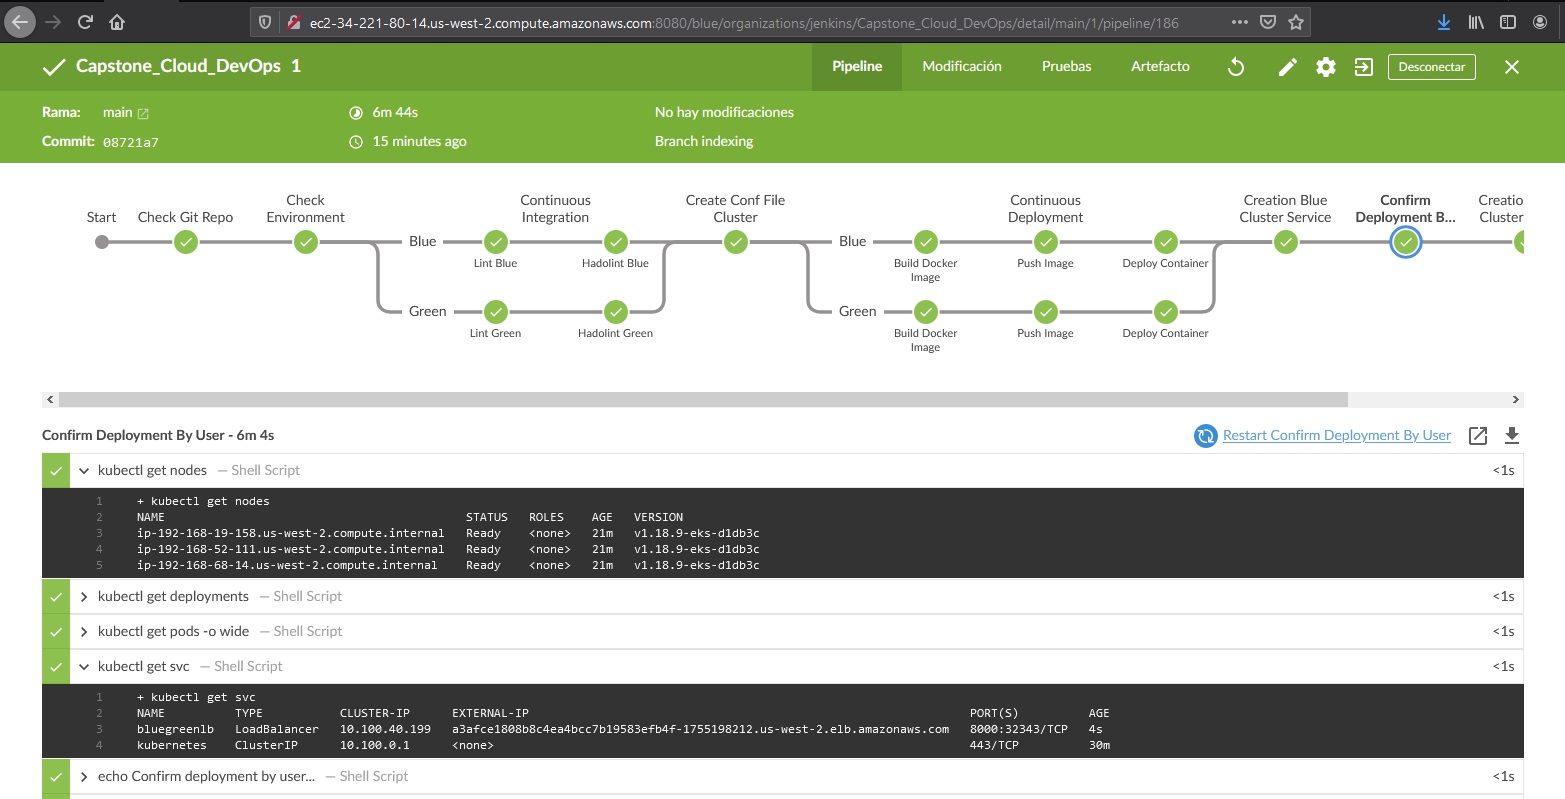 ec2-34-221-80-14.us-west-2.compute.amazonaws.com:8080/blue/organizations/jenkins/Capstone_Cloud_DevOps/detail/main/1/pipeline/186
Capstone_Cloud_DevOps 1
Pipeline Modificación Pruebas Artefacto Desconectar
Rama: main 6m 44s No hay modificaciones
Commit: 08721a7 15 minutes ago Branch indexing
Start
Check Git Repo
Check
Environment
Continuous
Integration
Create Conf File
Cluster
Continuous
Deployment
Creation Blue
Cluster Service
Confirm
Deployment B...
Creatio
Cluster
Blue
Lint Blue
Hadolint Blue
Blue
Build Docker
Image
Push Image
Deploy Container
Green
Lint Green
Hadolint Green
Green
Build Docker
Image
Push Image
Deploy Container
Confirm Deployment By User - 6m 4s
Restart Confirm Deployment By User
kubectl get nodes — Shell Script <1s
1 + kubectl get nodes
2 NAME STATUS ROLES AGE VERSION
3 ip-192-168-19-158.us-west-2.compute.internal Ready <none> 21m v1.18.9-eks-d1db3c
4 ip-192-168-52-111.us-west-2.compute.internal Ready <none> 21m v1.18.9-eks-d1db3c
5 ip-192-168-68-14.us-west-2.compute.internal Ready <none> 21m v1.18.9-eks-d1db3c
kubectl get deployments — Shell Script <1s
kubectl get pods -o wide — Shell Script <1s
kubectl get svc — Shell Script <1s
1 + kubectl get svc
2 NAME TYPE CLUSTER-IP EXTERNAL-IP PORT(S) AGE
3 bluegreenlb LoadBalancer 10.100.40.199 a3afce1808b8c4ea4bcc7b19583efb4f-1755198212.us-west-2.elb.amazonaws.com 8000:32343/TCP 4s
4 kubernetes ClusterIP 10.100.0.1 <none> 443/TCP 30m
echo Confirm deployment by user... — Shell Script <1s